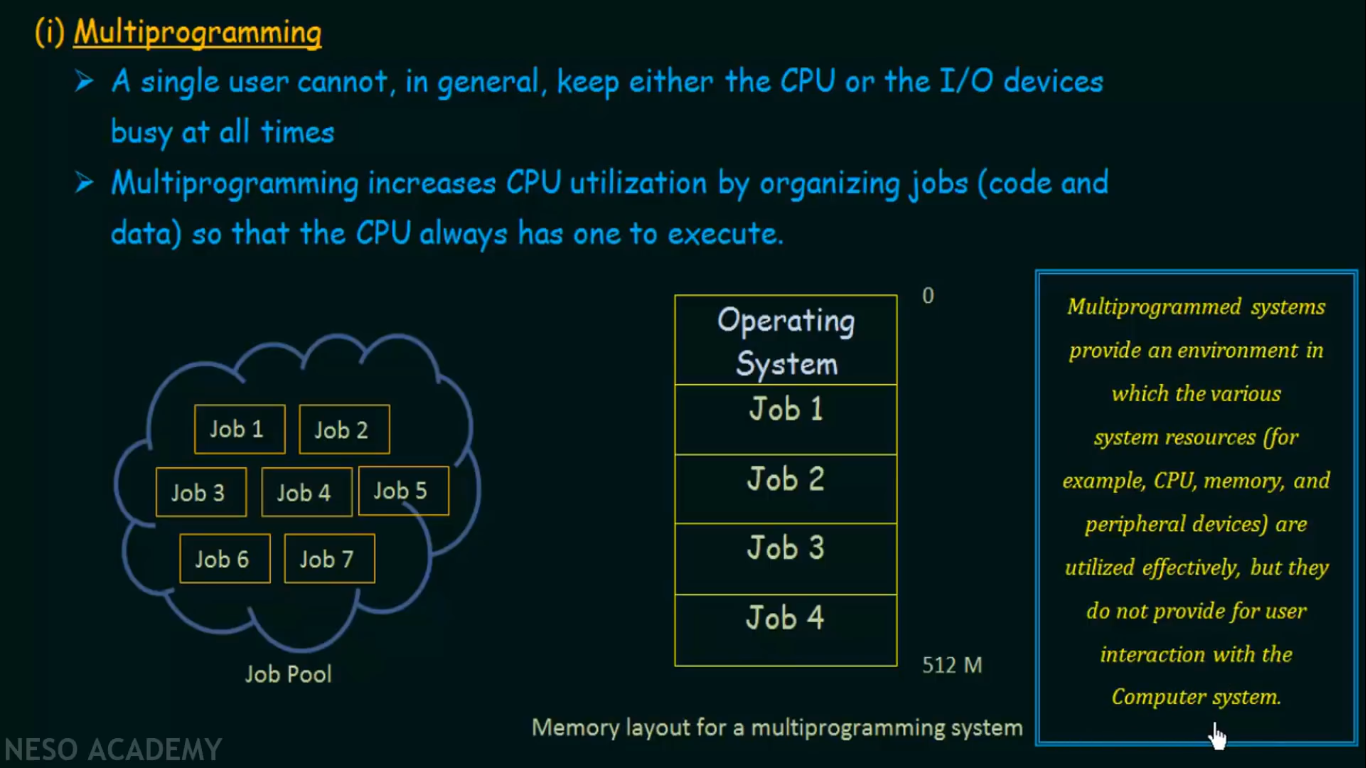 (i) Multiprogramming
➢ A single user cannot, in general, keep either the CPU or the I/O devices
busy at all times
➢ Multiprogramming increases CPU utilization by organizing jobs (code and
data) so that the CPU always has one to execute.
Job 1 Job 2
Job 3 Job 4 Job 5
Job 6 Job 7
Job Pool
0
Operating
System
Job 1
Job 2
Job 3
Job 4
512 M
Memory layout for a multiprogramming system
Multiprogrammed systems
provide an environment in
which the various
system resources (for
example, CPU, memory, and
peripheral devices) are
utilized effectively, but they
do not provide for user
interaction with the
Computer system.
NESO ACADEMY